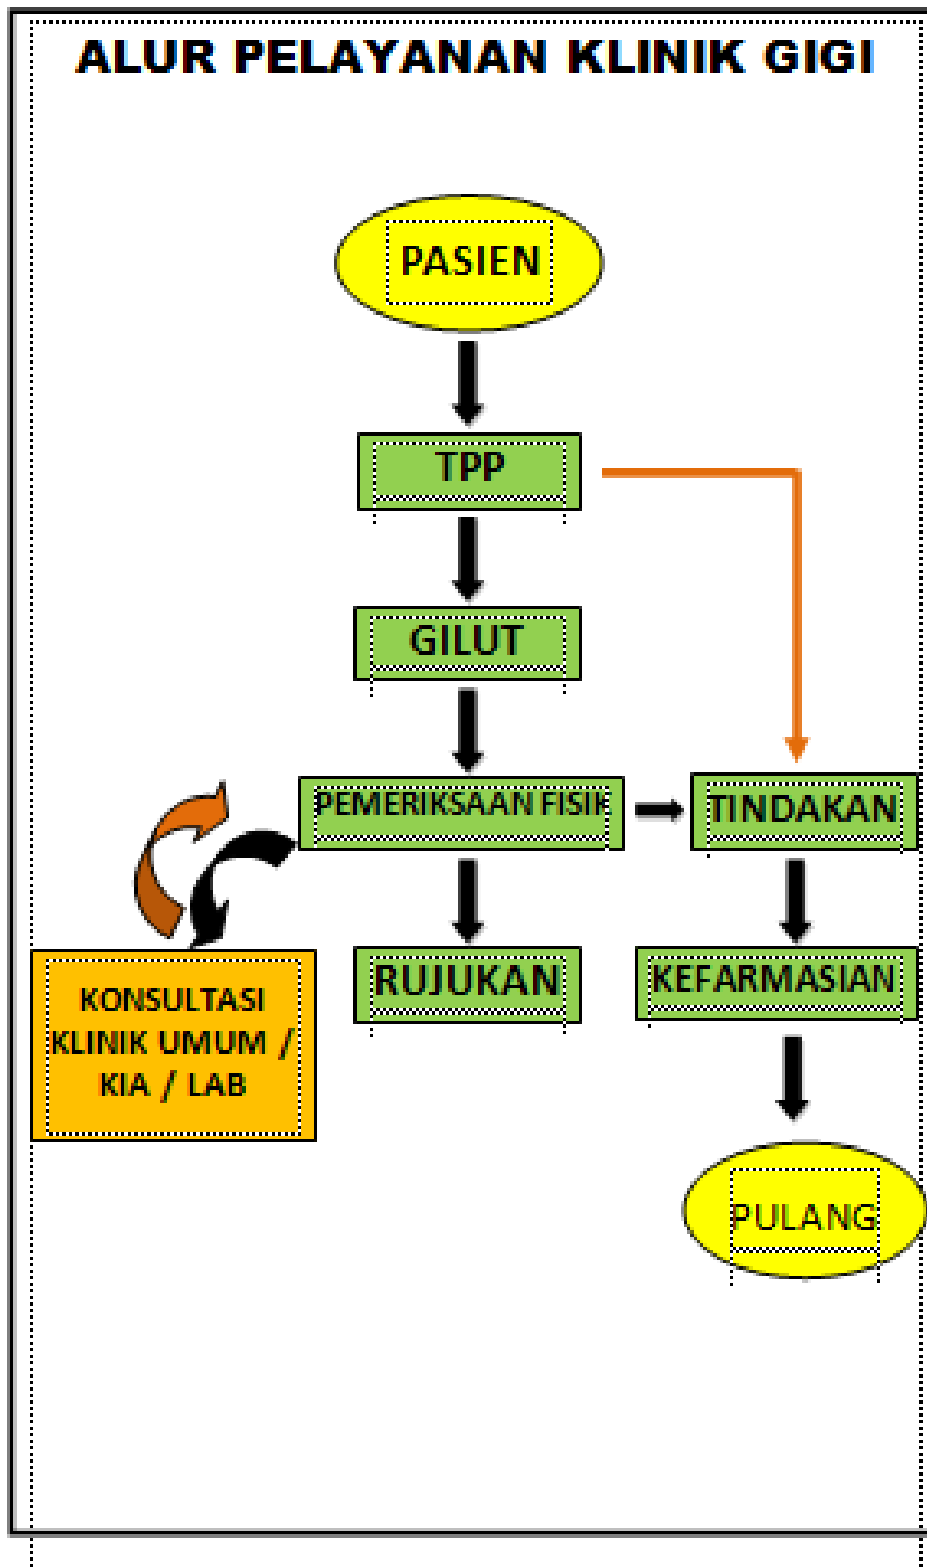 ALUR PELAYANAN KLINIK GIGI
PASIEN
TPP
GILUT
PEMERIKSAAN FISIK
TINDAKAN
KONSULTASI
KLINIK UMUM /
KIA / LAB
RUJUKAN
KEFARMASIAN
PULANG